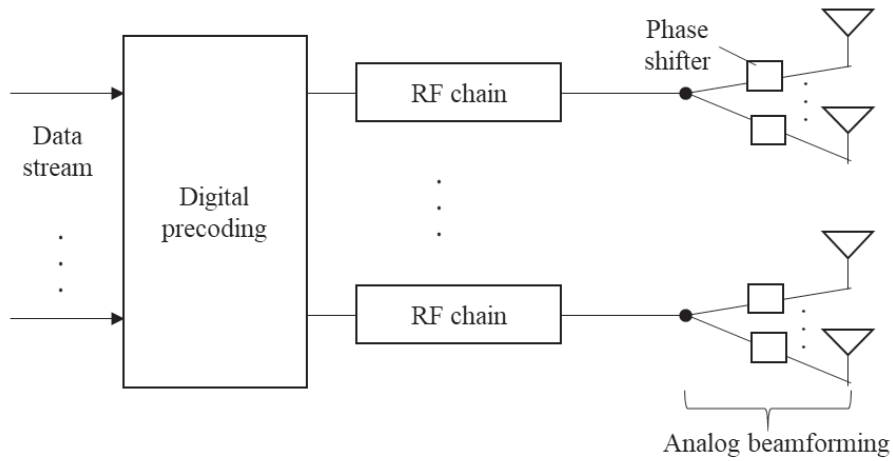 Phase
shifter
RF chain
Data
stream
Digital
precoding
RF chain
Analog beamforming